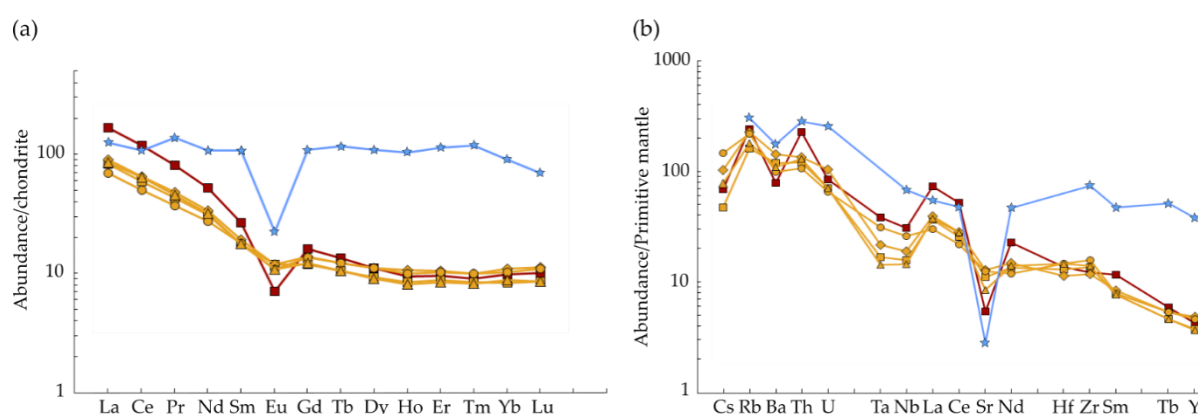 (a)
Abundance/chondrite
100
10
1
La Ce Pr Nd Sm Eu Gd Tb Dy Ho Er Tm Yb Lu
(b)
Abundance/Primitive mantle
1000
100
10
1
Cs Rb Ba Th U Ta Nb La Ce Sr Nd Hf Zr Sm Tb Y